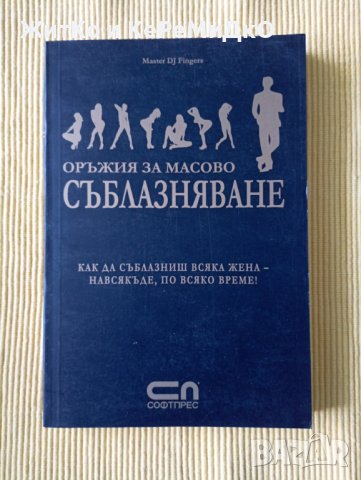 ЖиТКо и КеРеМиДкО
Master DJ Fingers
ОРЪЖИЯ ЗА МАСОВО
СЪБЛАЗНЯВАНЕ
КАК ДА СЪБЛАЗНИШ ВСЯКА ЖЕНА –
НАВСЯКЪДЕ, ПО ВСЯКО ВРЕМЕ!
СП
СОФТПРЕС
BAZAR